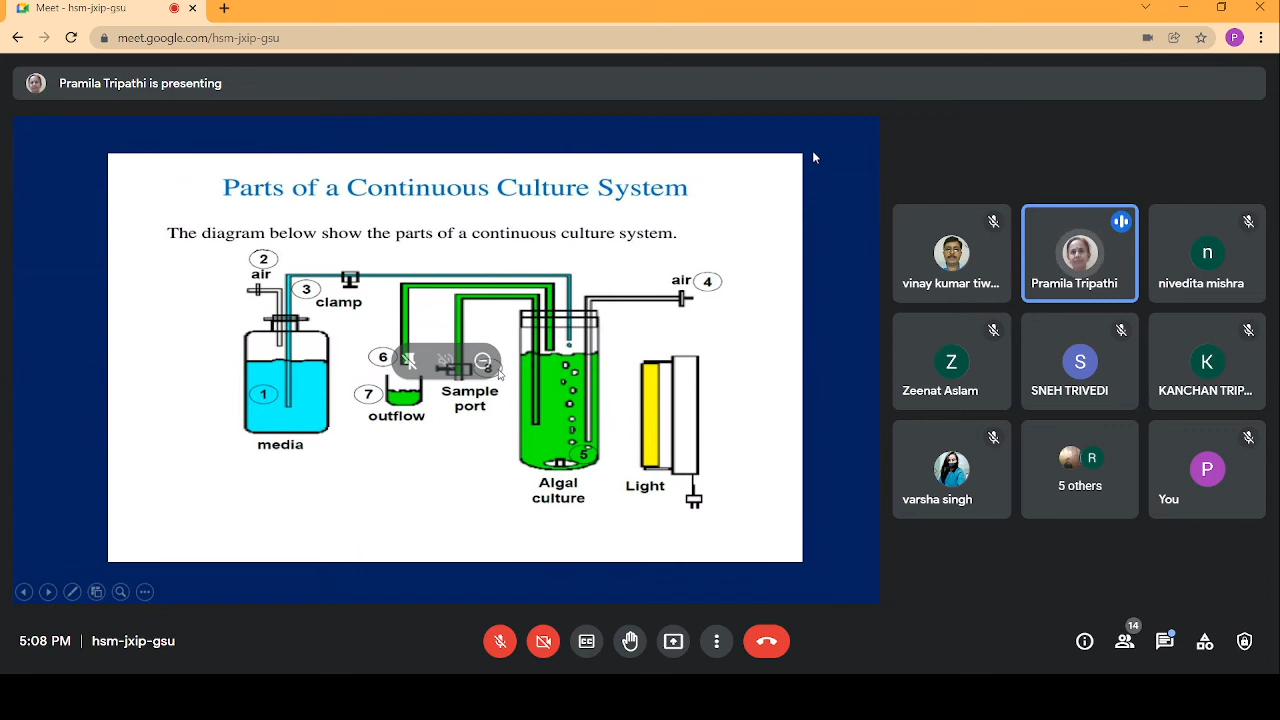 Meet - hsm-jxip-gsu
meet.google.com/hsm-jxip-gsu
P
Pramila Tripathi is presenting
Parts of a Continuous Culture System
The diagram below show the parts of a continuous culture system.
2
air
3
clamp
air 4
6
8
1
7
Sample
port
outflow
media
5
Algal
culture
Light
vinay kumar tiw...
Pramila Tripathi
n
nivedita mishra
Z
Zeenat Aslam
S
SNEH TRIVEDI
K
KANCHAN TRIP...
varsha singh
R
5 others
P
You
5:08 PM | hsm-jxip-gsu
14